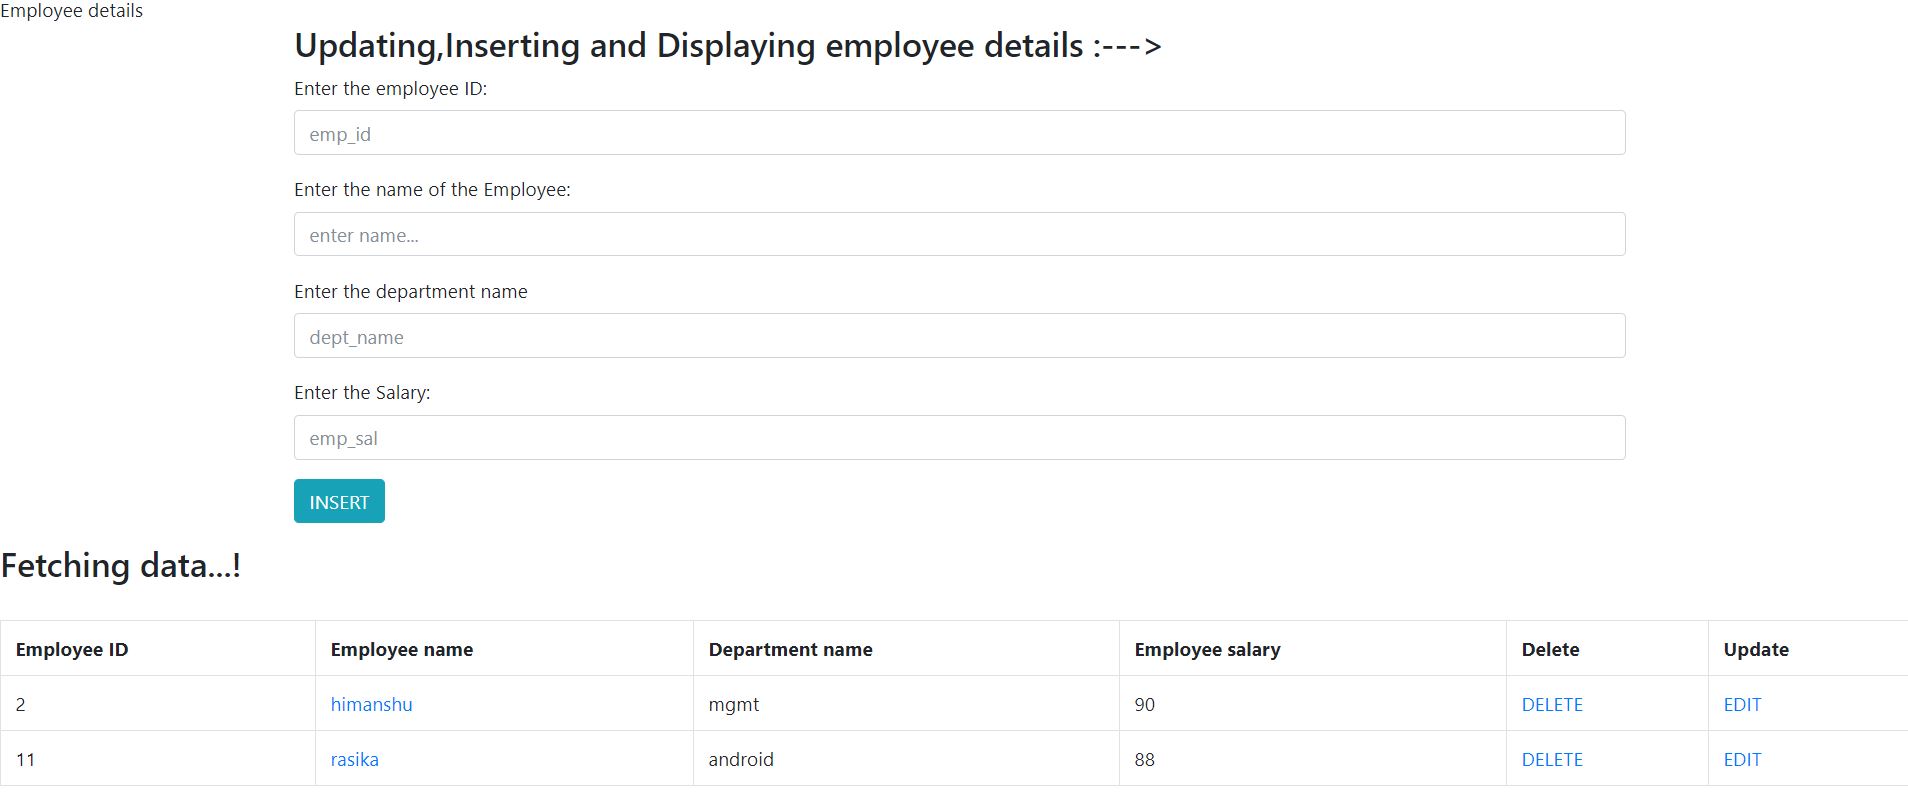 Employee details
Updating,Inserting and Displaying employee details :--->
Enter the employee ID:
emp_id
Enter the name of the Employee:
enter name...
Enter the department name
dept_name
Enter the Salary:
emp_sal
INSERT
Fetching data...!
Employee ID Employee name Department name Employee salary Delete Update
2 himanshu mgmt 90 DELETE EDIT
11 rasika android 88 DELETE EDIT